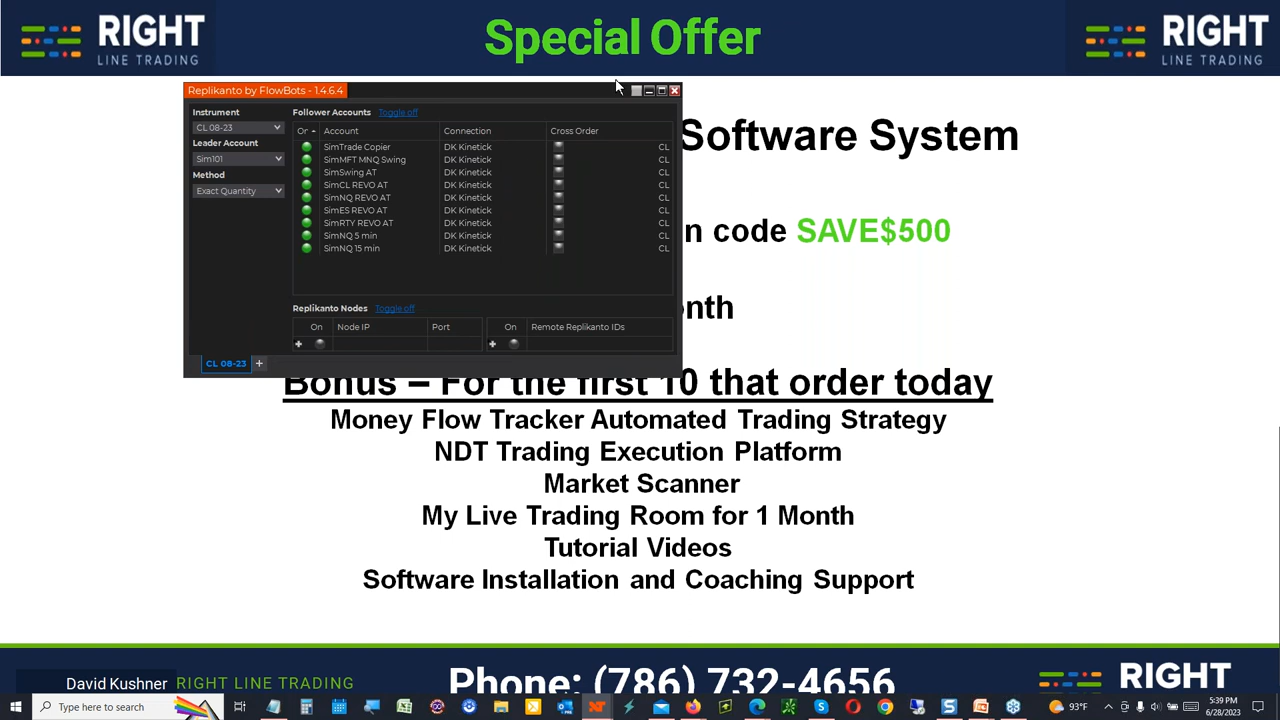 RIGHT
LINE TRADING
Special Offer
RIGHT
LINE TRADING
Replikanto by FlowBots - 1.4.6.4
Instrument
CL 08-23
Leader Account
Sim101
Method
Exact Quantity
Follower Accounts Toggle off
Account Connection Cross Order
SimTrade Copier DK Kinetick CL
SimMFT MNQ Swing DK Kinetick CL
SimSwing AT DK Kinetick CL
SimCL REVO AT DK Kinetick CL
SimNQ REVO AT DK Kinetick CL
SimES REVO AT DK Kinetick CL
SimRTY REVO AT DK Kinetick CL
SimNQ 5 min DK Kinetick CL
SimNQ 15 min DK Kinetick CL
Replikanto Nodes Toggle off
On Node IP Port On Remote Replikanto IDs
CL 08-23 +
Software System
code SAVE$500
Bonus – For the first 10 that order today
Money Flow Tracker Automated Trading Strategy
NDT Trading Execution Platform
Market Scanner
My Live Trading Room for 1 Month
Tutorial Videos
Software Installation and Coaching Support
David Kushner RIGHT LINE TRADING
Phone: (786) 732-4656
RIGHT
Type here to search
93°F
5:39 PM
6/28/2023